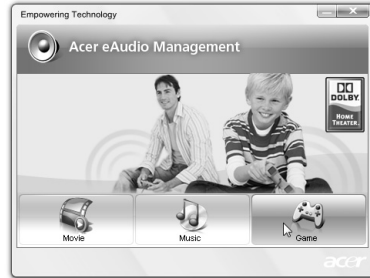 Empowering Technology
Acer eAudio Management
DOLBY
HOME
THEATER
Movie
Music
Game
acer